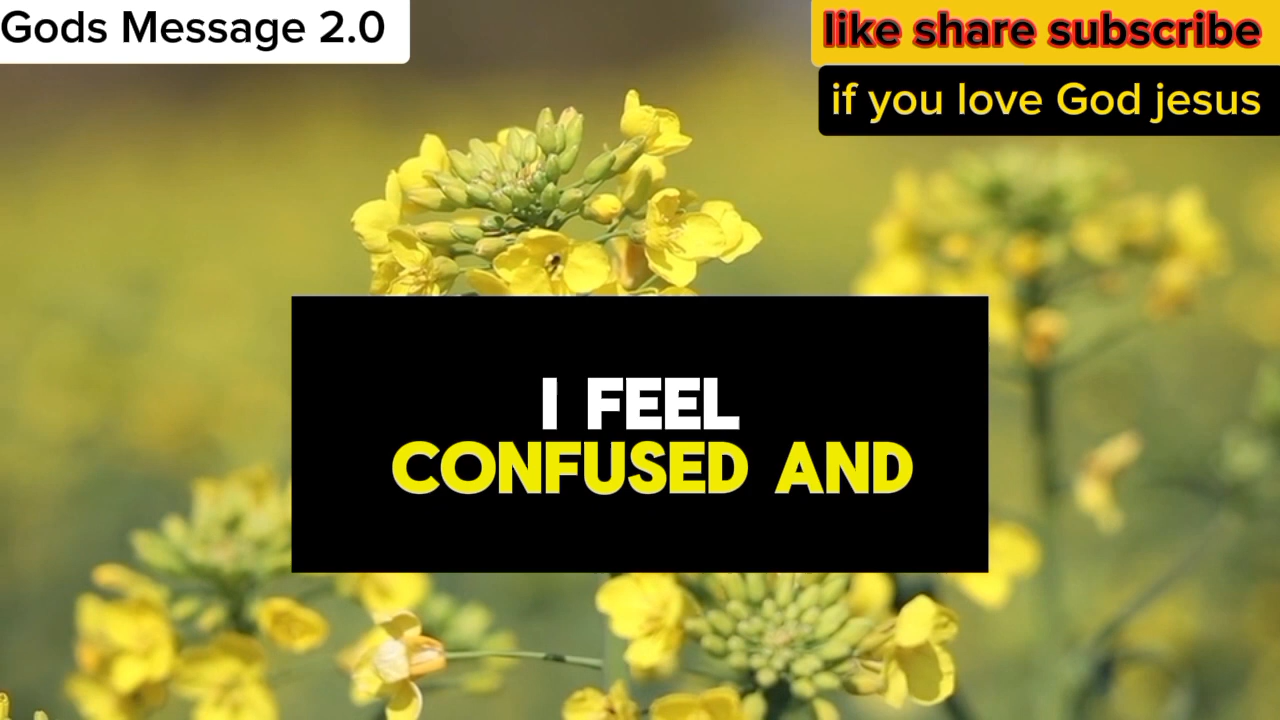 Gods Message 2.0
like share subscribe
if you love God jesus
I FEEL
CONFUSED AND